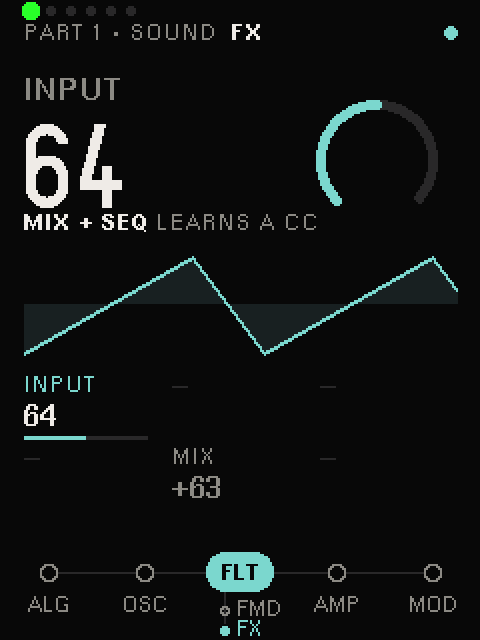 PART 1 · SOUND FX
INPUT
64
MIX + SEQ LEARNS A CC
INPUT — —
64
— MIX —
+63
FLT
ALG OSC FMD AMP MOD
FX